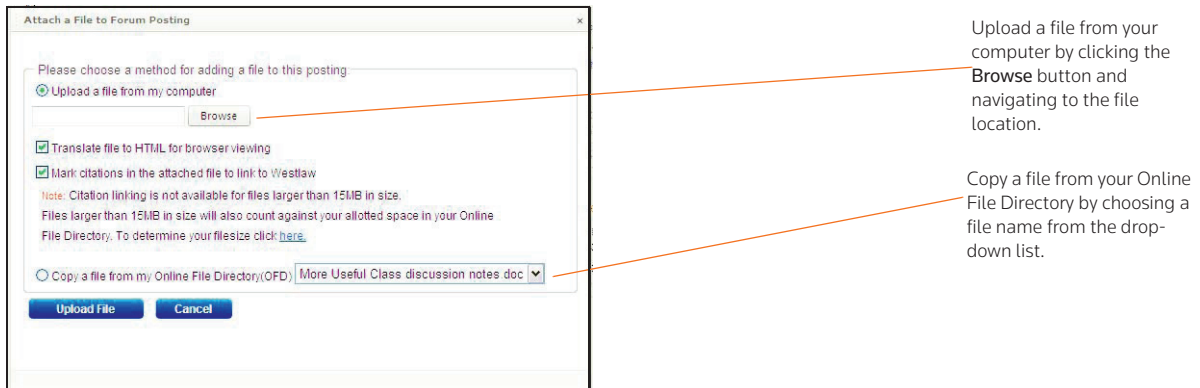 Attach a File to Forum Posting
x
Please choose a method for adding a file to this posting
Upload a file from my computer
Browse
Translate file to HTML for browser viewing
Mark citations in the attached file to link to Westlaw
Note: Citation linking is not available for files larger than 15MB in size.
Files larger than 15MB in size will also count against your allotted space in your Online
File Directory. To determine your filesize click here.
Copy a file from my Online File Directory(OFD) More Useful Class discussion notes doc
Upload File Cancel
Upload a file from your
computer by clicking the
Browse button and
navigating to the file
location.
Copy a file from your Online
File Directory by choosing a
file name from the drop-
down list.